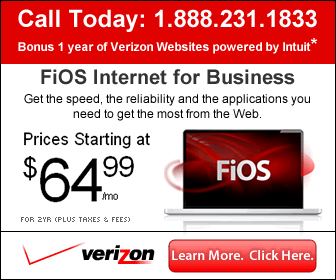 Call Today: 1.888.231.1833
Bonus 1 year of Verizon Websites powered by Intuit*
FiOS Internet for Business
Get the speed, the reliability and the applications you
need to get the most from the Web.
Prices Starting at
$64.99
/mo
FOR 2YR (PLUS TAXES & FEES)
FiOS
verizon
Learn More. Click Here.